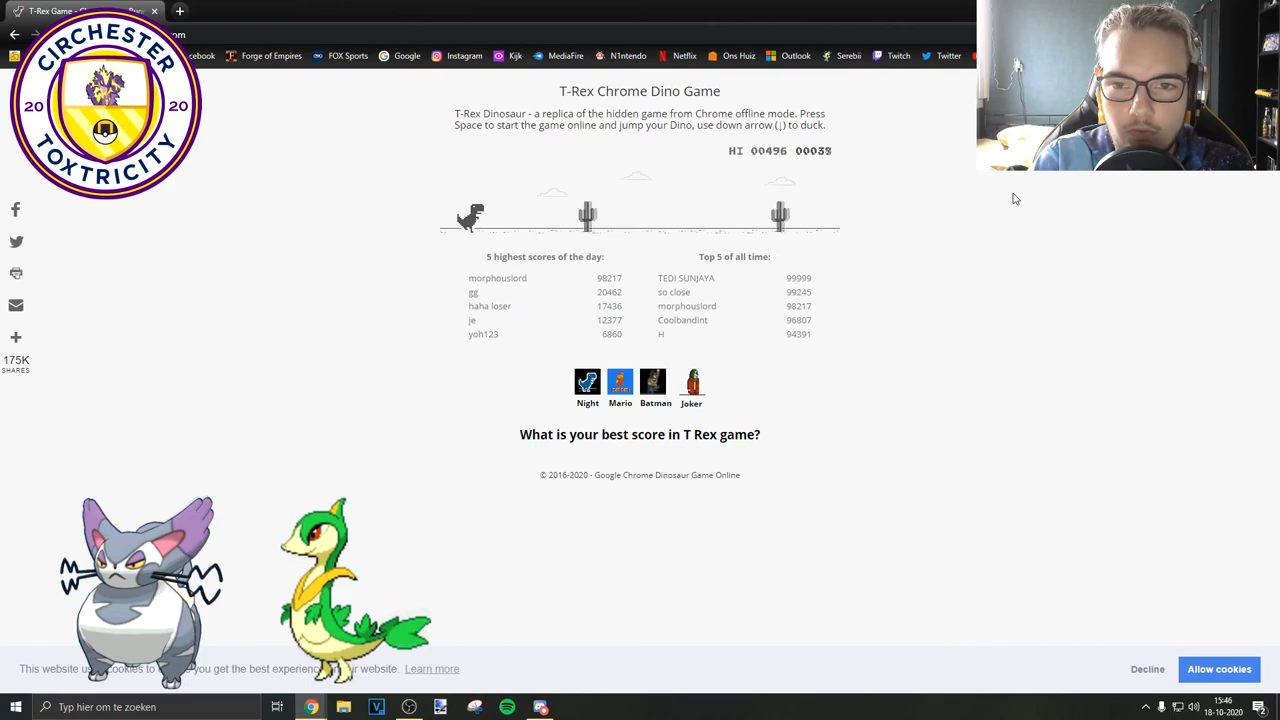 T-Rex Chrome Dino Game
CIRCHESTER
20 20
TOXTRICITY
Forge of Empires
FOX Sports
Google
Instagram
Kijk
MediaFire
N1ntendo
Netflix
Ons Huiz
Outlook
Serebii
Twitch
Twitter
T-Rex Dinosaur - a replica of the hidden game from Chrome offline mode. Press
Space to start the game online and jump your Dino, use down arrow (↓) to duck.
HI 00496
5 highest scores of the day: Top 5 of all time:
morphouslord 98217 TEDI SUNJAYA 99999
gg 20462 so close 99245
haha loser 17436 morphouslord 98217
je 12377 Coolbandint 96807
yoh123 6860 H 94391
175K
SHARES
Night Mario Batman Joker
What is your best score in T Rex game?
© 2016-2020 - Google Chrome Dinosaur Game Online
This website you get the best experience website. Learn more
Decline Allow cookies
Typ hier om te zoeken
15:46
18-10-2020
2